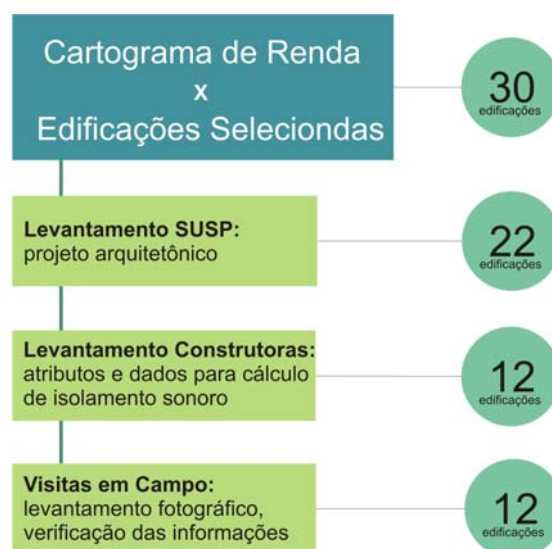 Cartograma de Renda
x
Edificações Seleciondas
30
edificações
Levantamento SUSP:
projeto arquitetônico
22
edificações
Levantamento Construtoras:
atributos e dados para cálculo
de isolamento sonoro
12
edificações
Visitas em Campo:
levantamento fotográfico,
verificação das informações
12
edificações